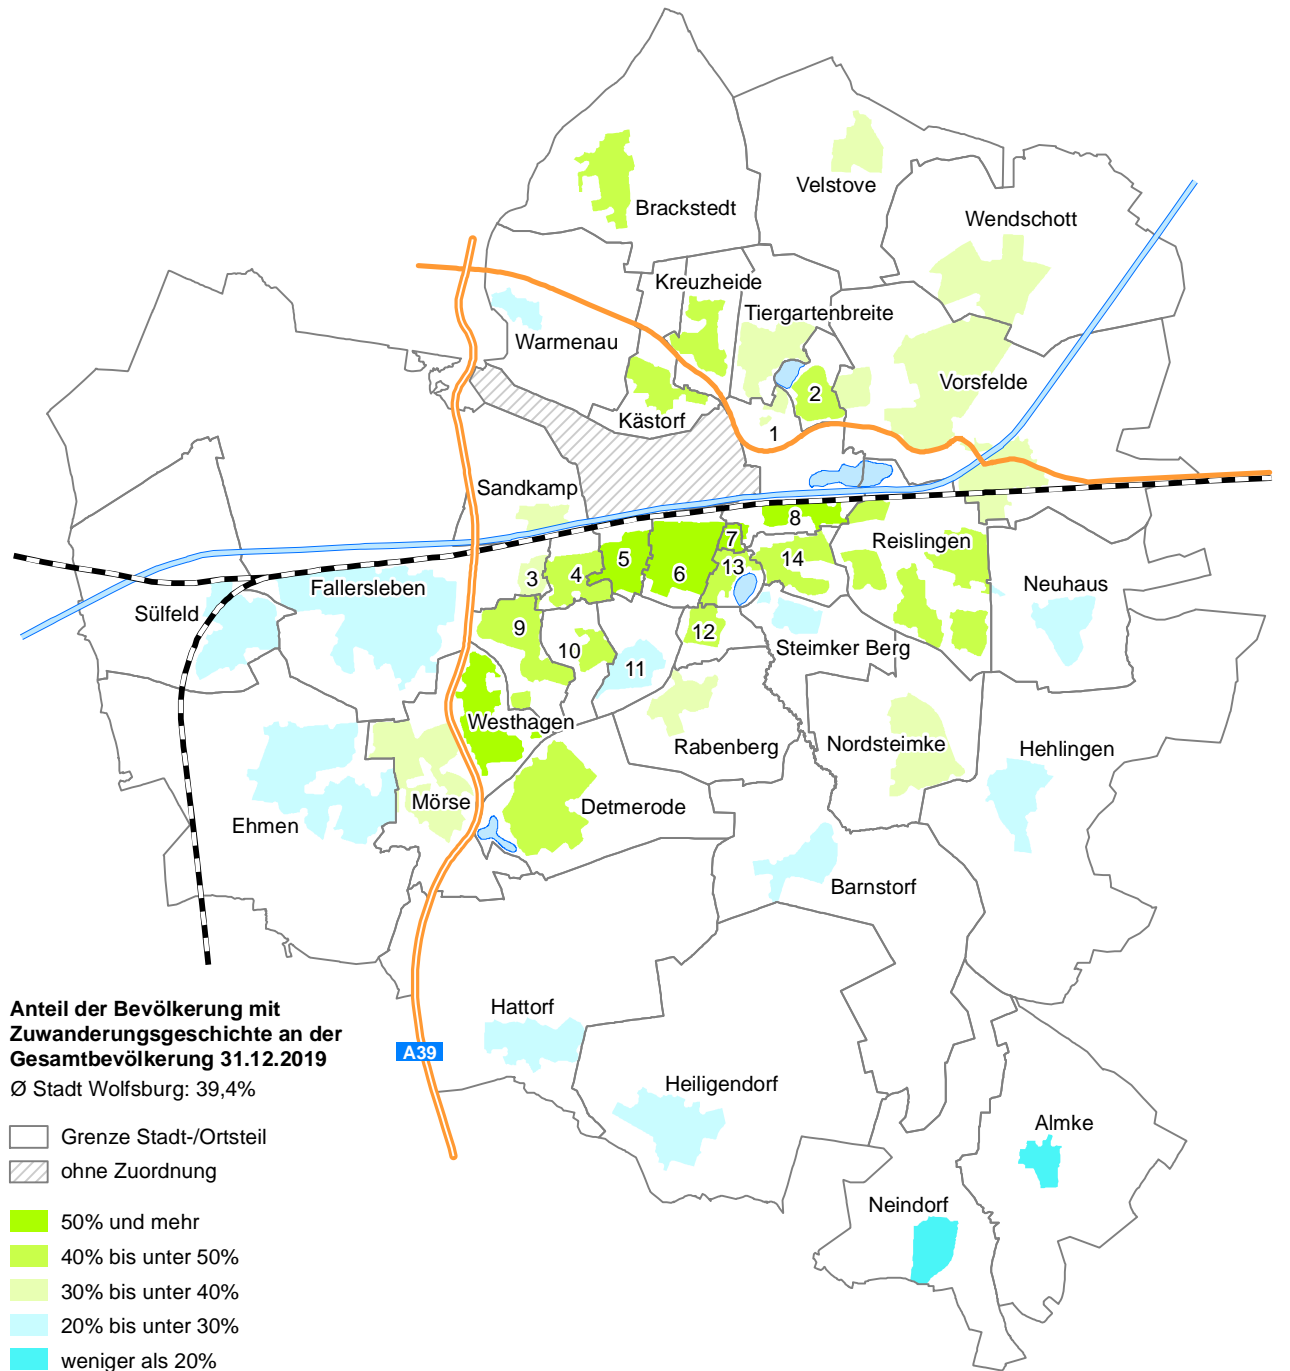 Velstove
Brackstedt
Wendschott
Kreuzheide
Tiergartenbreite
Warmenau
Vorsfelde
2
Kästorf
1
Sandkamp
8
7
Reislingen
5
14
13
6
3
4
Fallersleben
Neuhaus
Sülfeld
9
12
10
Steimker Berg
11
Westhagen
Rabenberg
Nordsteimke
Hehlingen
Mörse
Detmerode
Ehmen
Barnstorf
Hattorf
A39
Heiligendorf
Almke
Neindorf
Anteil der Bevölkerung mit
Zuwanderungsgeschichte an der
Gesamtbevölkerung 31.12.2019
Ø Stadt Wolfsburg: 39,4%
Grenze Stadt-/Ortsteil
ohne Zuordnung
50% und mehr
40% bis unter 50%
30% bis unter 40%
20% bis unter 30%
weniger als 20%